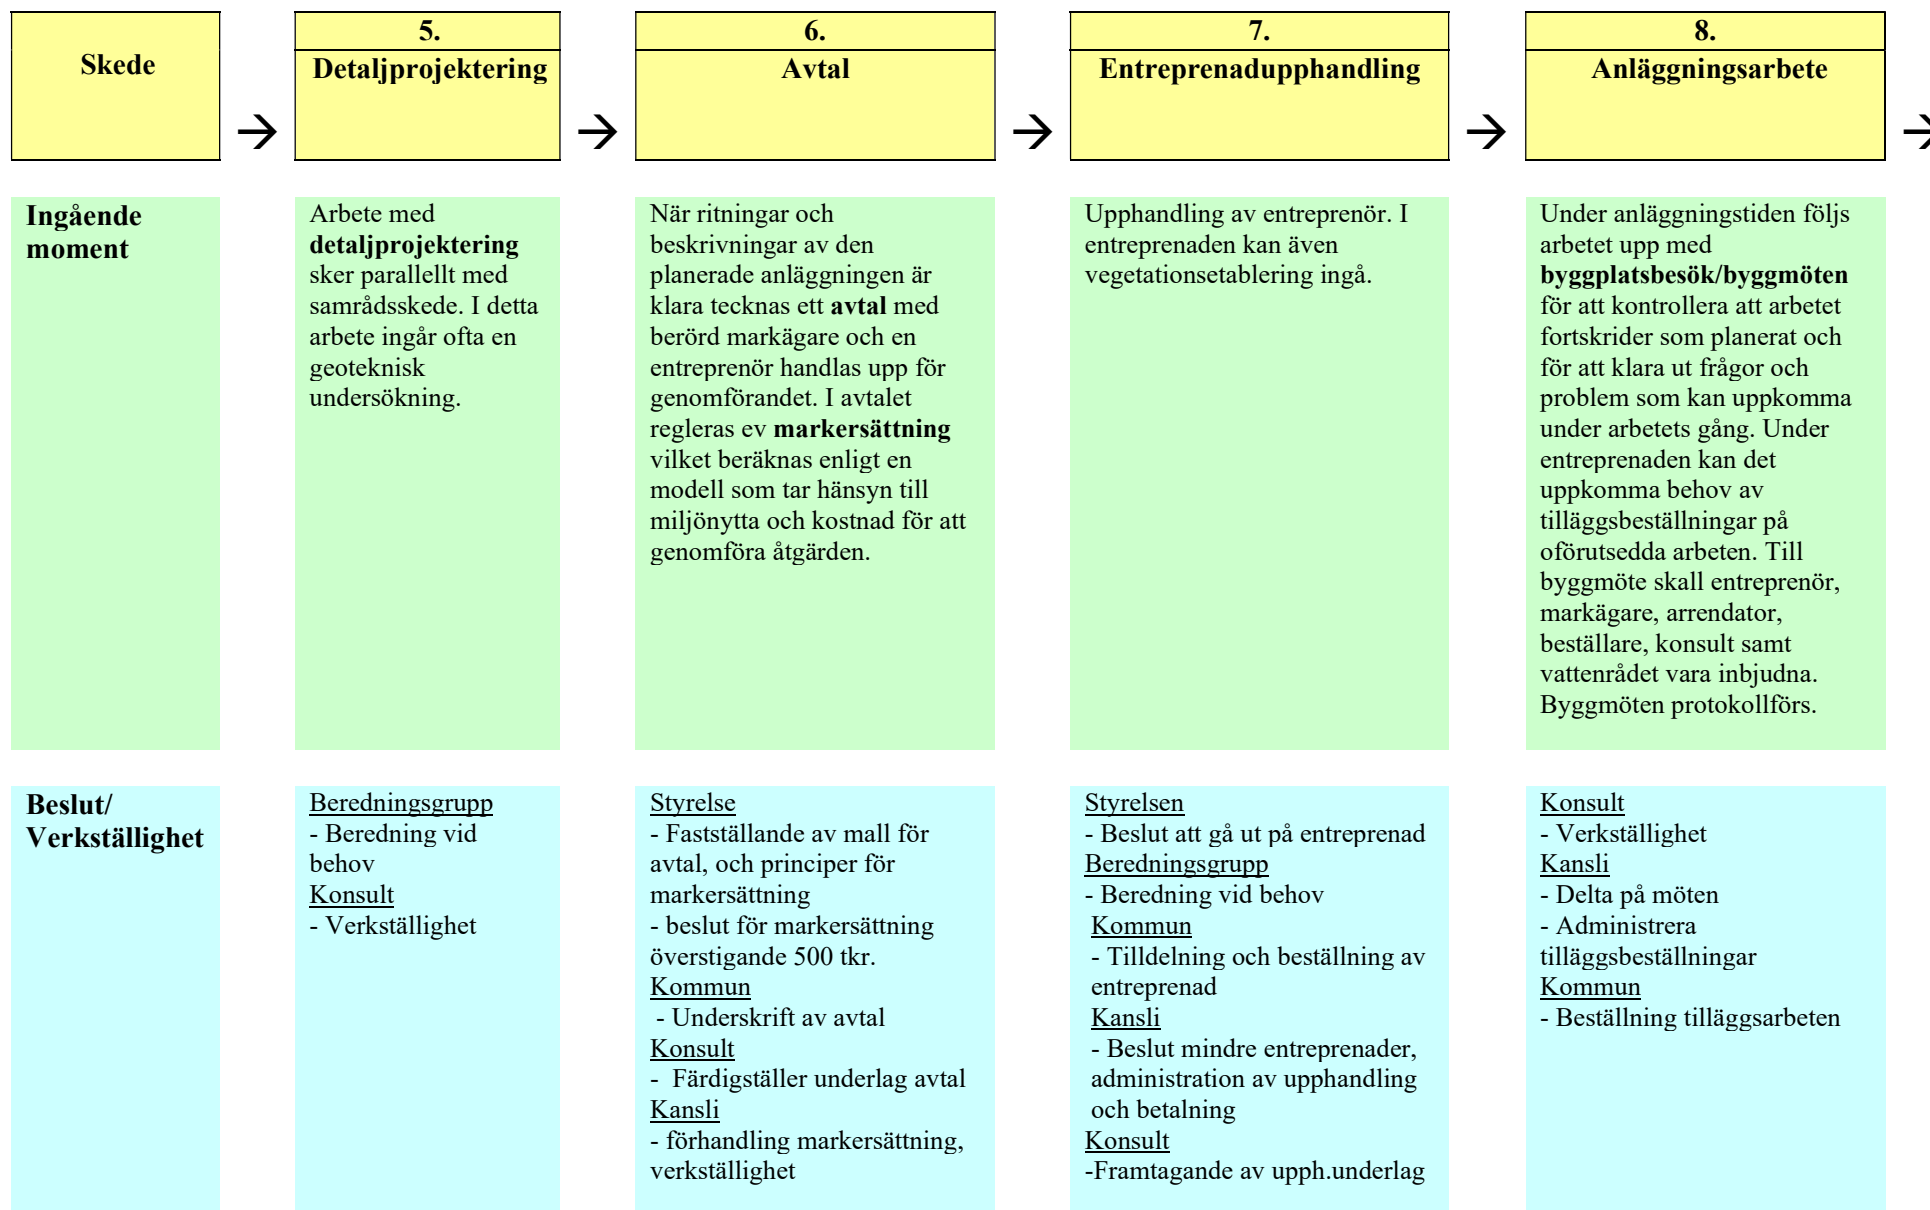 Skede
5.
Detaljprojektering
6.
Avtal
7.
Entreprenadupphandling
8.
Anläggningsarbete
→
→
→
→
→
Ingående
moment
Arbete med
detaljprojektering
sker parallellt med
samrådsskede. I detta
arbete ingår ofta en
geoteknisk
undersökning.
När ritningar och
beskrivningar av den
planerade anläggningen är
klara tecknas ett avtal med
berörd markägare och en
entreprenör handlas upp för
genomförandet. I avtalet
regleras ev markersättning
vilket beräknas enligt en
modell som tar hänsyn till
miljönytta och kostnad för att
genomföra åtgärden.
Upphandling av entreprenör. I
entreprenaden kan även
vegetationsetablering ingå.
Under anläggningstiden följs
arbetet upp med
byggplatsbesök/byggmöten
för att kontrollera att arbetet
fortskrider som planerat och
för att klara ut frågor och
problem som kan uppkomma
under arbetets gång. Under
entreprenaden kan det
uppkomma behov av
tilläggsbeställningar på
oförutsedda arbeten. Till
byggmöte skall entreprenör,
markägare, arrendator,
beställare, konsult samt
vattenrådet vara inbjudna.
Byggmöten protokollförs.
Beslut/
Verkställighet
Beredningsgrupp
- Beredning vid
behov
Konsult
- Verkställighet
Styrelse
- Fastställande av mall för
avtal, och principer för
markersättning
- beslut för markersättning
överstigande 500 tkr.
Kommun
- Underskrift av avtal
Konsult
- Färdigställer underlag avtal
Kansli
- förhandling markersättning,
verkställighet
Styrelsen
- Beslut att gå ut på entreprenad
Beredningsgrupp
- Beredning vid behov
Kommun
- Tilldelning och beställning av
entreprenad
Kansli
- Beslut mindre entreprenader,
administration av upphandling
och betalning
Konsult
-Framtagande av upph.underlag
Konsult
- Verkställighet
Kansli
- Delta på möten
- Administrera
tilläggsbeställningar
Kommun
- Beställning tilläggsarbeten